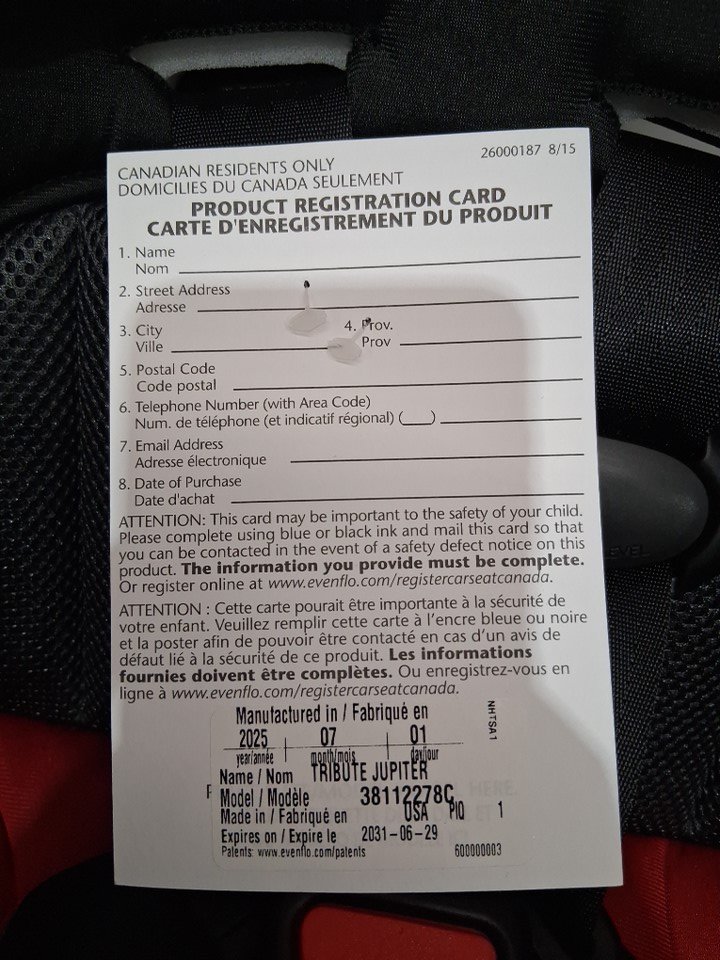 26000187 8/15
CANADIAN RESIDENTS ONLY
DOMICILIES DU CANADA SEULEMENT
PRODUCT REGISTRATION CARD
CARTE D'ENREGISTREMENT DU PRODUIT
1. Name
Nom
2. Street Address
Adresse
3. City 4. Prov.
Ville Prov
5. Postal Code
Code postal
6. Telephone Number (with Area Code)
Num. de téléphone (et indicatif régional) (__)
7. Email Address
Adresse électronique
8. Date of Purchase
Date d'achat
ATTENTION: This card may be important to the safety of your child.
Please complete using blue or black ink and mail this card so that
you can be contacted in the event of a safety defect notice on this
product. The information you provide must be complete.
Or register online at www.evenflo.com/registercarseatcanada.
ATTENTION : Cette carte pourait être importante à la sécurité de
votre enfant. Veuillez remplir cette carte à l'encre bleue ou noire
et la poster afin de pouvoir être contacté en cas d'un avis de
défaut lié à la sécurité de ce produit. Les informations
fournies doivent être complètes. Ou enregistrez-vous en
ligne à www.evenflo.com/registercarseatcanada.
Manufactured in / Fabriqué en
NHTSA1
2025 07 01
year/année month/mois day/jour
Name / Nom TRIBUTE JUPITER
Model / Modèle 38112278C
Made in / Fabriqué en USA PIQ 1
Expires on / Expire le 2031-06-29
Patents: www.evenflo.com/patents 600000003